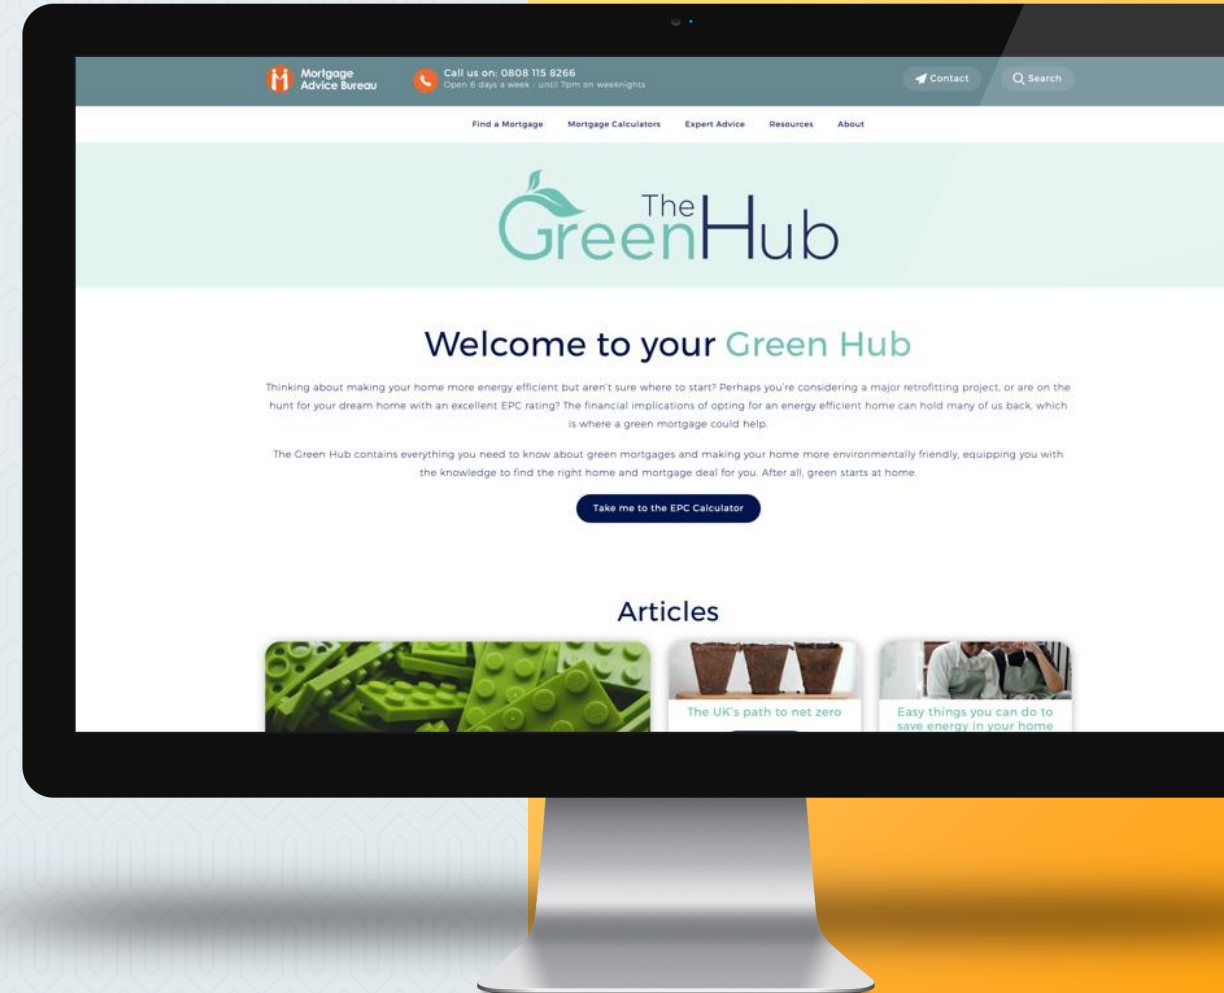 Mortgage
Advice Bureau
Call us on: 0808 115 8266
Open 6 days a week - until 7pm on weeknights
Contact
Search
Find a Mortgage Mortgage Calculators Expert Advice Resources About
The
GreenHub
Welcome to your Green Hub
Thinking about making your home more energy efficient but aren't sure where to start? Perhaps you're considering a major retrofitting project, or are on the
hunt for your dream home with an excellent EPC rating? The financial implications of opting for an energy efficient home can hold many of us back, which
is where a green mortgage could help.
The Green Hub contains everything you need to know about green mortgages and making your home more environmentally friendly, equipping you with
the knowledge to find the right home and mortgage deal for you. After all, green starts at home.
Take me to the EPC Calculator
Articles
The UK's path to net zero
Easy things you can do to
save energy in your home